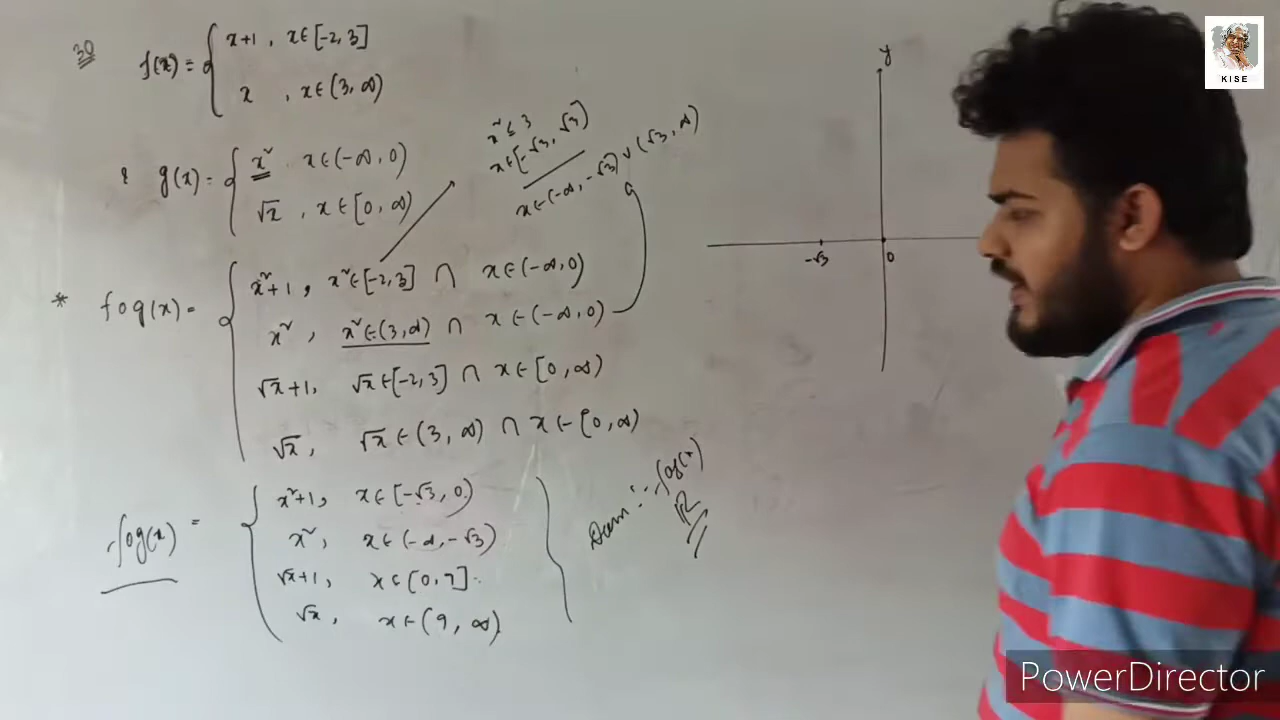 30 f(x) = { x+1, x∈[-2, 3]
x, x∈(3, ∞)
& g(x) = { x², x∈(-∞, 0)
√x, x∈[0, ∞)
x² ≤ 3
x∈[-√3, √3]
x∈(-∞, -√3) ∪ (√3, ∞)
* fog(x) = { x²+1, x²∈[-2, 3] ∩ x∈(-∞, 0)
x², x²∈(3, ∞) ∩ x∈(-∞, 0)
√x+1, √x∈[-2, 3] ∩ x∈[0, ∞)
√x, √x∈(3, ∞) ∩ x∈[0, ∞)
fog(x) = { x²+1, x∈[-√3, 0)
x², x∈(-∞, -√3)
√x+1, x∈[0, 9]
√x, x∈(9, ∞) }
Dom: fog(x)
R
y
-√3 0
KISE
PowerDirector